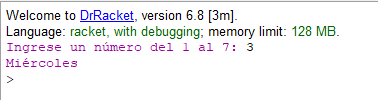 Welcome to DrRacket, version 6.8 [3m].
Language: racket, with debugging; memory limit: 128 MB.
Ingrese un número del 1 al 7: 3
Miércoles
>